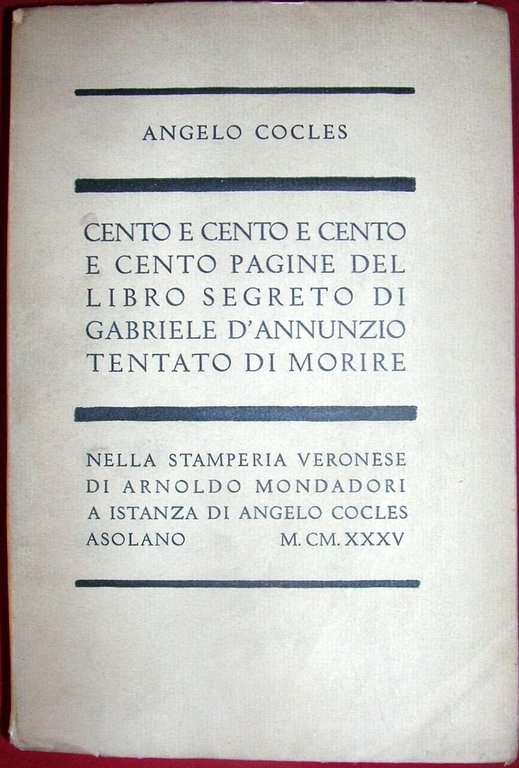 ANGELO COCLES
CENTO E CENTO E CENTO
E CENTO PAGINE DEL
LIBRO SEGRETO DI
GABRIELE D'ANNUNZIO
TENTATO DI MORIRE
NELLA STAMPERIA VERONESE
DI ARNOLDO MONDADORI
A ISTANZA DI ANGELO COCLES
ASOLANO M. CM. XXXV